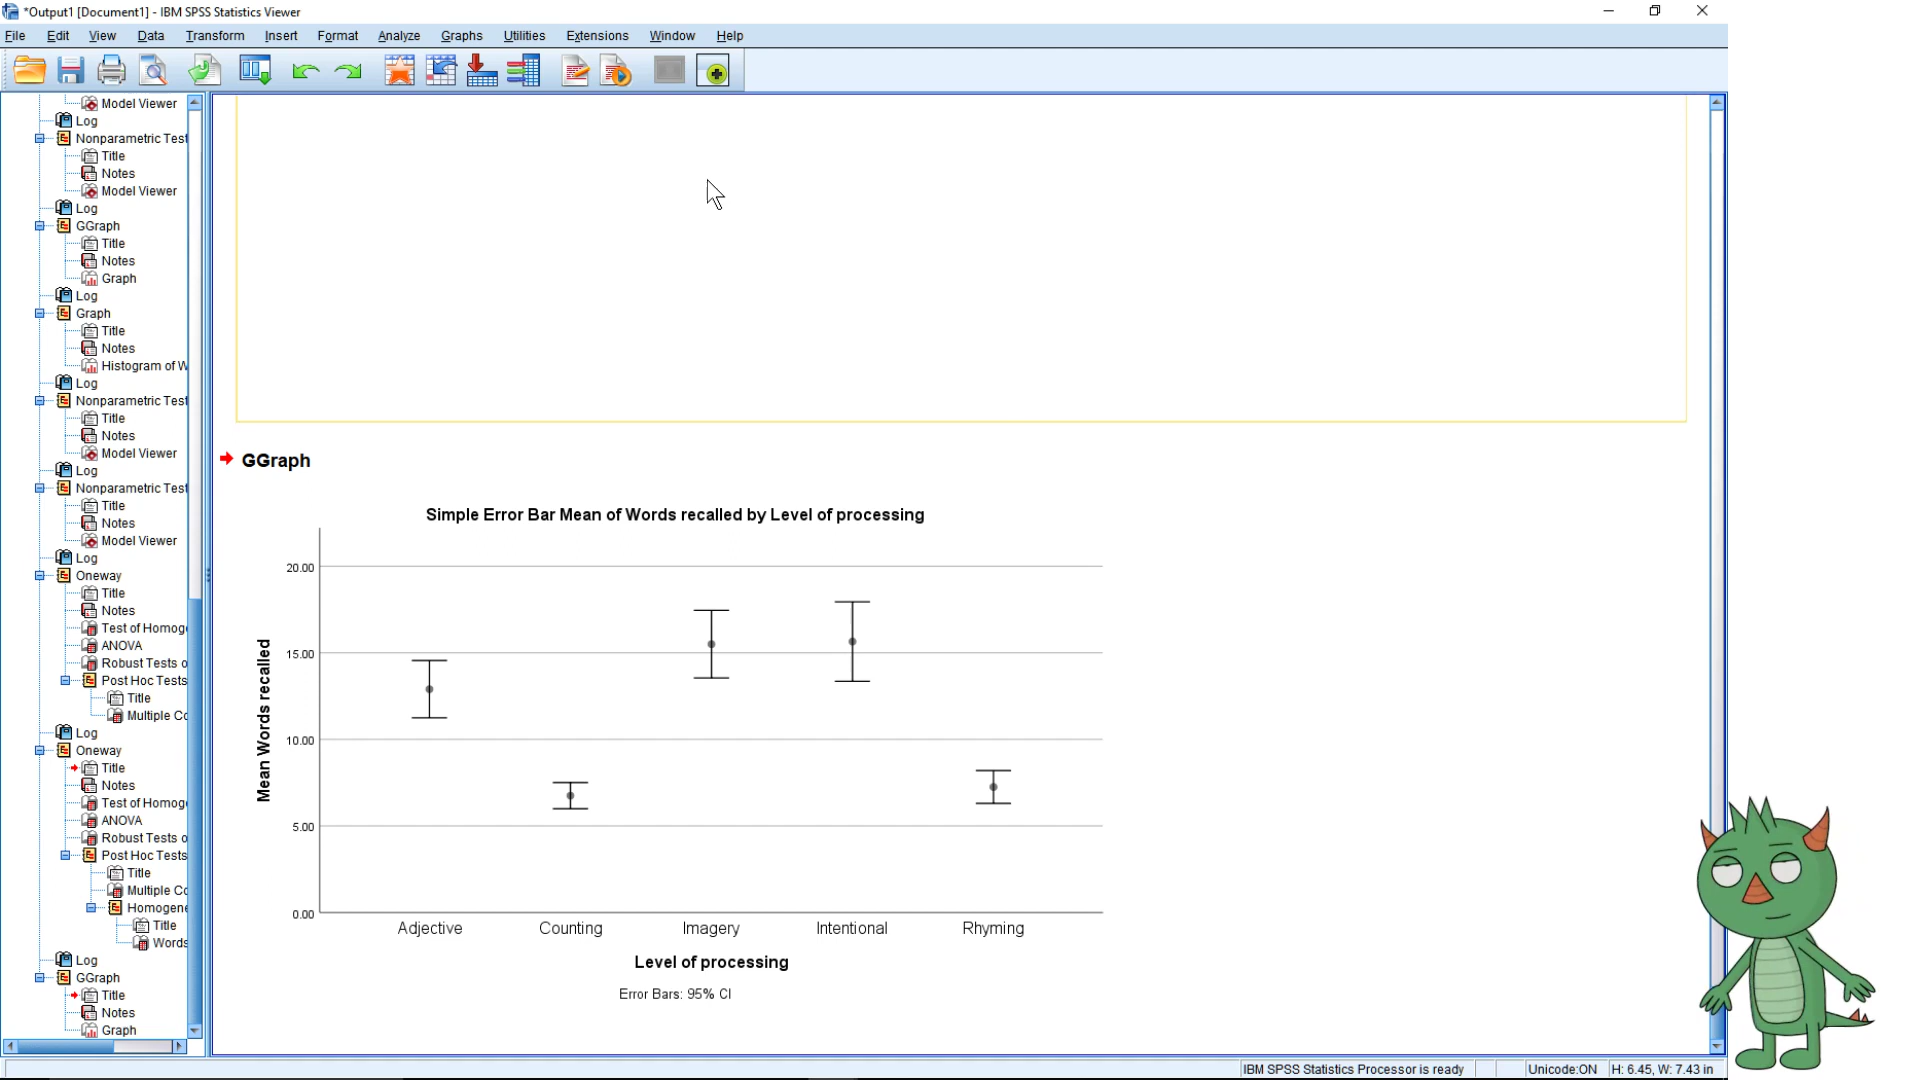 *Output1 [Document1] - IBM SPSS Statistics Viewer
File Edit View Data Transform Insert Format Analyze Graphs Utilities Extensions Window Help
Model Viewer
Log
Nonparametric Test
Title
Notes
Model Viewer
Log
GGraph
Title
Notes
Graph
Log
Graph
Title
Notes
Histogram of W
Log
Nonparametric Test
Title
Notes
Model Viewer
Log
Nonparametric Test
Title
Notes
Model Viewer
Log
Oneway
Title
Notes
Test of Homoge
ANOVA
Robust Tests o
Post Hoc Tests
Title
Multiple Co
Log
Oneway
Title
Notes
Test of Homoge
ANOVA
Robust Tests o
Post Hoc Tests
Title
Multiple Co
Homogene
Title
Words
Log
GGraph
Title
Notes
Graph
GGraph
Simple Error Bar Mean of Words recalled by Level of processing
Mean Words recalled
20.00
15.00
10.00
5.00
0.00
Adjective Counting Imagery Intentional Rhyming
Level of processing
Error Bars: 95% CI
IBM SPSS Statistics Processor is ready Unicode:ON H: 6.45, W: 7.43 in